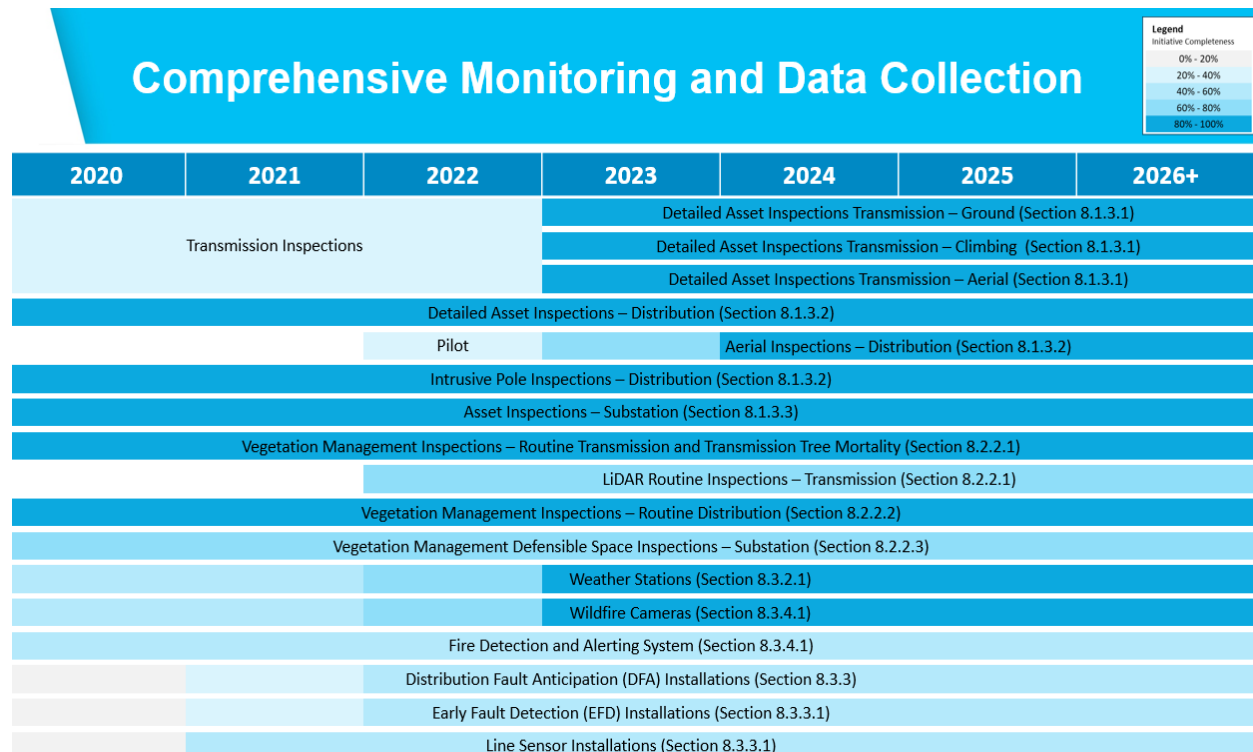 Comprehensive Monitoring and Data Collection
Legend
Initiative Completeness
0% - 20%
20% - 40%
40% - 60%
60% - 80%
80% - 100%
2020 2021 2022 2023 2024 2025 2026+
Transmission Inspections
Detailed Asset Inspections Transmission – Ground (Section 8.1.3.1)
Detailed Asset Inspections Transmission – Climbing (Section 8.1.3.1)
Detailed Asset Inspections Transmission – Aerial (Section 8.1.3.1)
Detailed Asset Inspections – Distribution (Section 8.1.3.2)
Pilot Aerial Inspections – Distribution (Section 8.1.3.2)
Intrusive Pole Inspections – Distribution (Section 8.1.3.2)
Asset Inspections – Substation (Section 8.1.3.3)
Vegetation Management Inspections – Routine Transmission and Transmission Tree Mortality (Section 8.2.2.1)
LiDAR Routine Inspections – Transmission (Section 8.2.2.1)
Vegetation Management Inspections – Routine Distribution (Section 8.2.2.2)
Vegetation Management Defensible Space Inspections – Substation (Section 8.2.2.3)
Weather Stations (Section 8.3.2.1)
Wildfire Cameras (Section 8.3.4.1)
Fire Detection and Alerting System (Section 8.3.4.1)
Distribution Fault Anticipation (DFA) Installations (Section 8.3.3)
Early Fault Detection (EFD) Installations (Section 8.3.3.1)
Line Sensor Installations (Section 8.3.3.1)